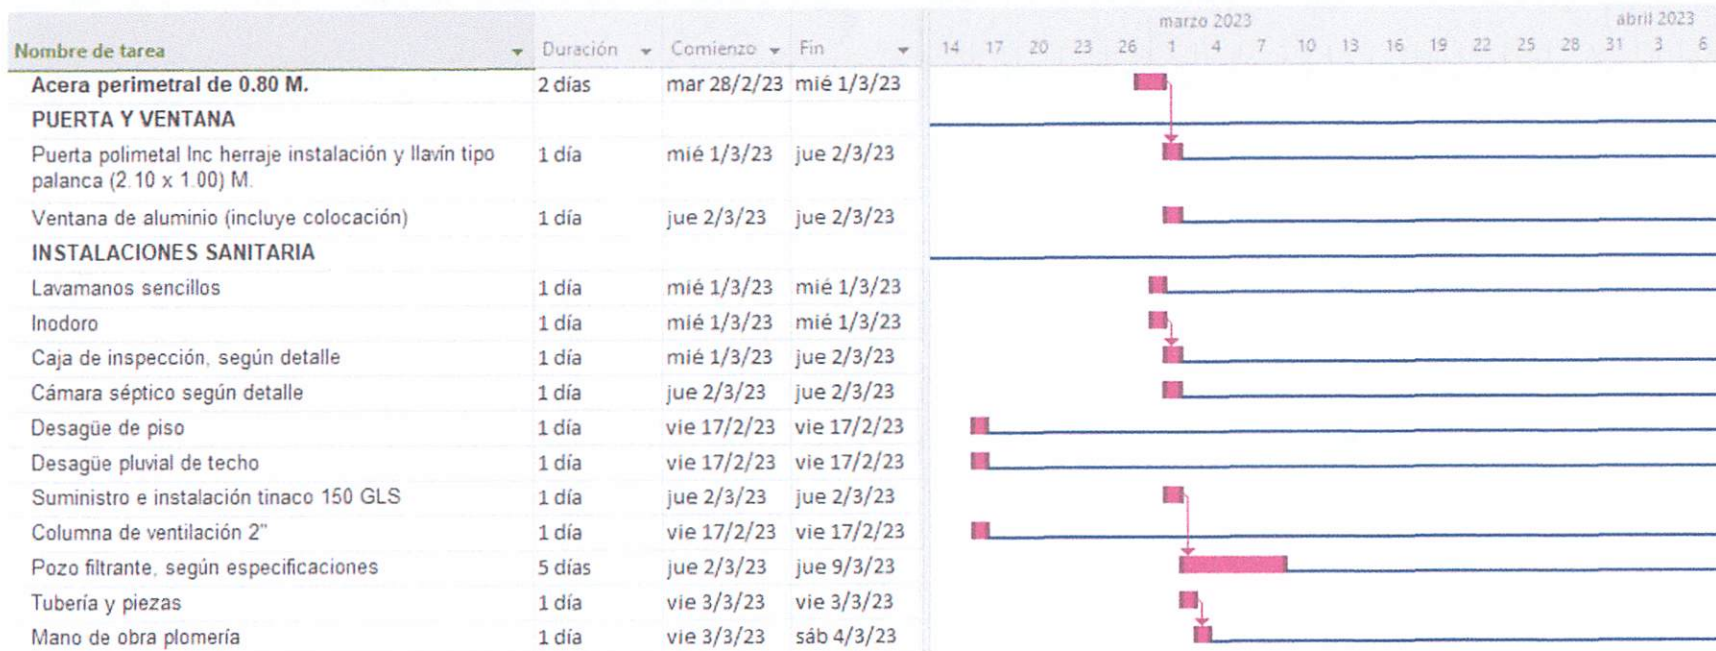 marzo 2023 abril 2023
Nombre de tarea Duración Comienzo Fin 14 17 20 23 26 1 4 7 10 13 16 19 22 25 28 31 3 6
Acera perimetral de 0.80 M. 2 días mar 28/2/23 mié 1/3/23
PUERTA Y VENTANA
Puerta polimetal Inc herraje instalación y llavín tipo 1 día mié 1/3/23 jue 2/3/23
palanca (2.10 x 1.00) M.
Ventana de aluminio (incluye colocación) 1 día jue 2/3/23 jue 2/3/23
INSTALACIONES SANITARIA
Lavamanos sencillos 1 día mié 1/3/23 mié 1/3/23
Inodoro 1 día mié 1/3/23 mié 1/3/23
Caja de inspección, según detalle 1 día mié 1/3/23 jue 2/3/23
Cámara séptico según detalle 1 día jue 2/3/23 jue 2/3/23
Desagüe de piso 1 día vie 17/2/23 vie 17/2/23
Desagüe pluvial de techo 1 día vie 17/2/23 vie 17/2/23
Suministro e instalación tinaco 150 GLS 1 día jue 2/3/23 jue 2/3/23
Columna de ventilación 2" 1 día vie 17/2/23 vie 17/2/23
Pozo filtrante, según especificaciones 5 días jue 2/3/23 jue 9/3/23
Tubería y piezas 1 día vie 3/3/23 vie 3/3/23
Mano de obra plomería 1 día vie 3/3/23 sáb 4/3/23